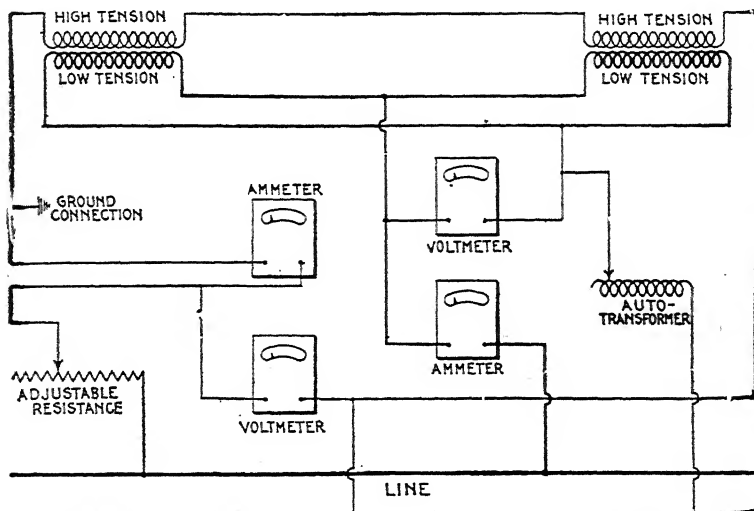 HIGH TENSION
HIGH TENSION
LOW TENSION
LOW TENSION
AMMETER
GROUND
CONNECTION
VOLTMETER
AUTO-
TRANSFORMER
AMMETER
ADJUSTABLE
RESISTANCE
VOLTMETER
LINE